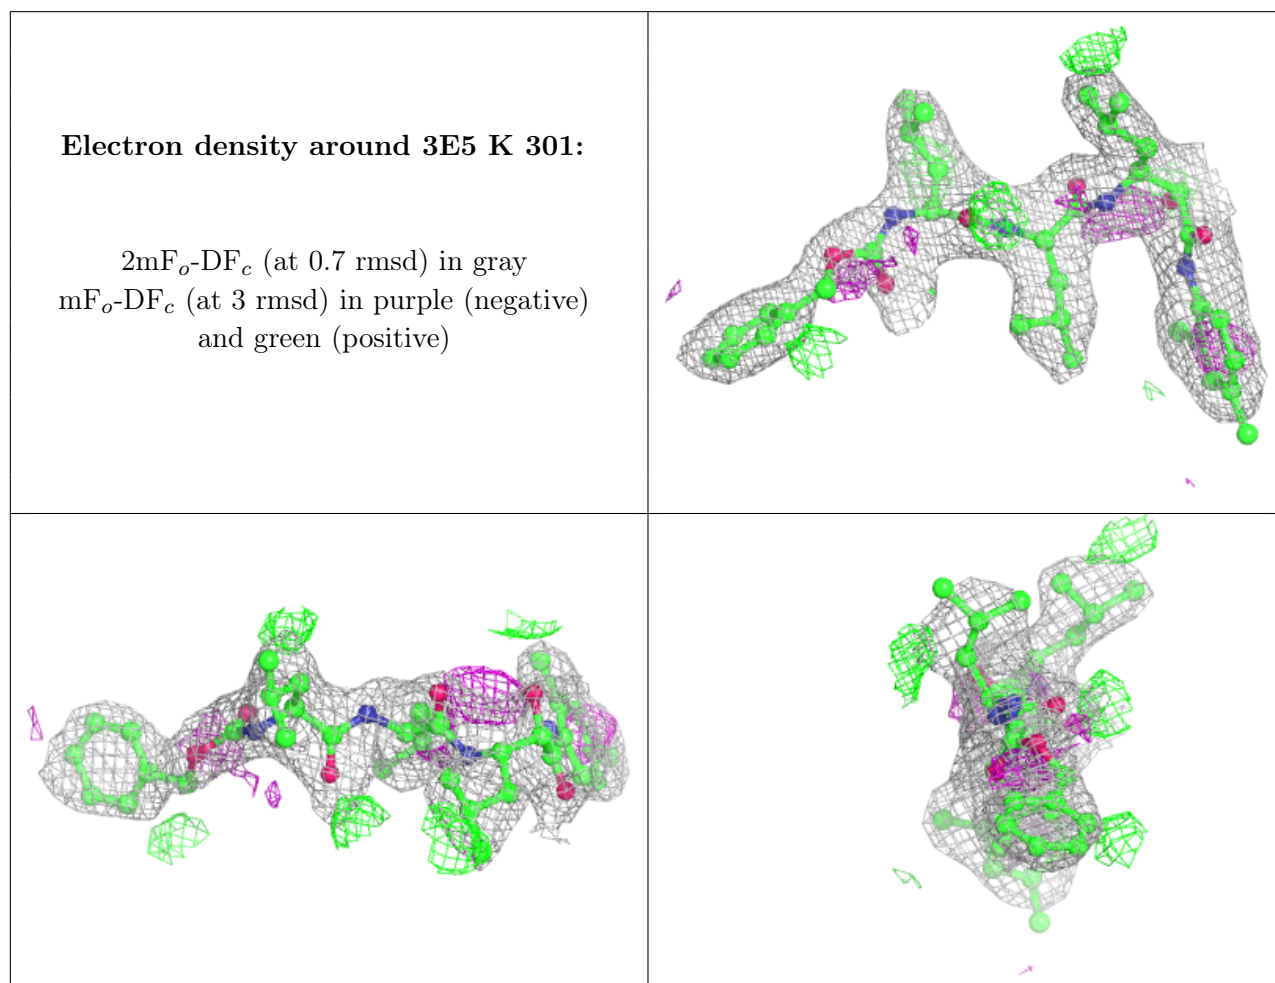 Electron density around 3E5 K 301:
2mFo-DFc (at 0.7 rmsd) in gray
mFo-DFc (at 3 rmsd) in purple (negative)
and green (positive)